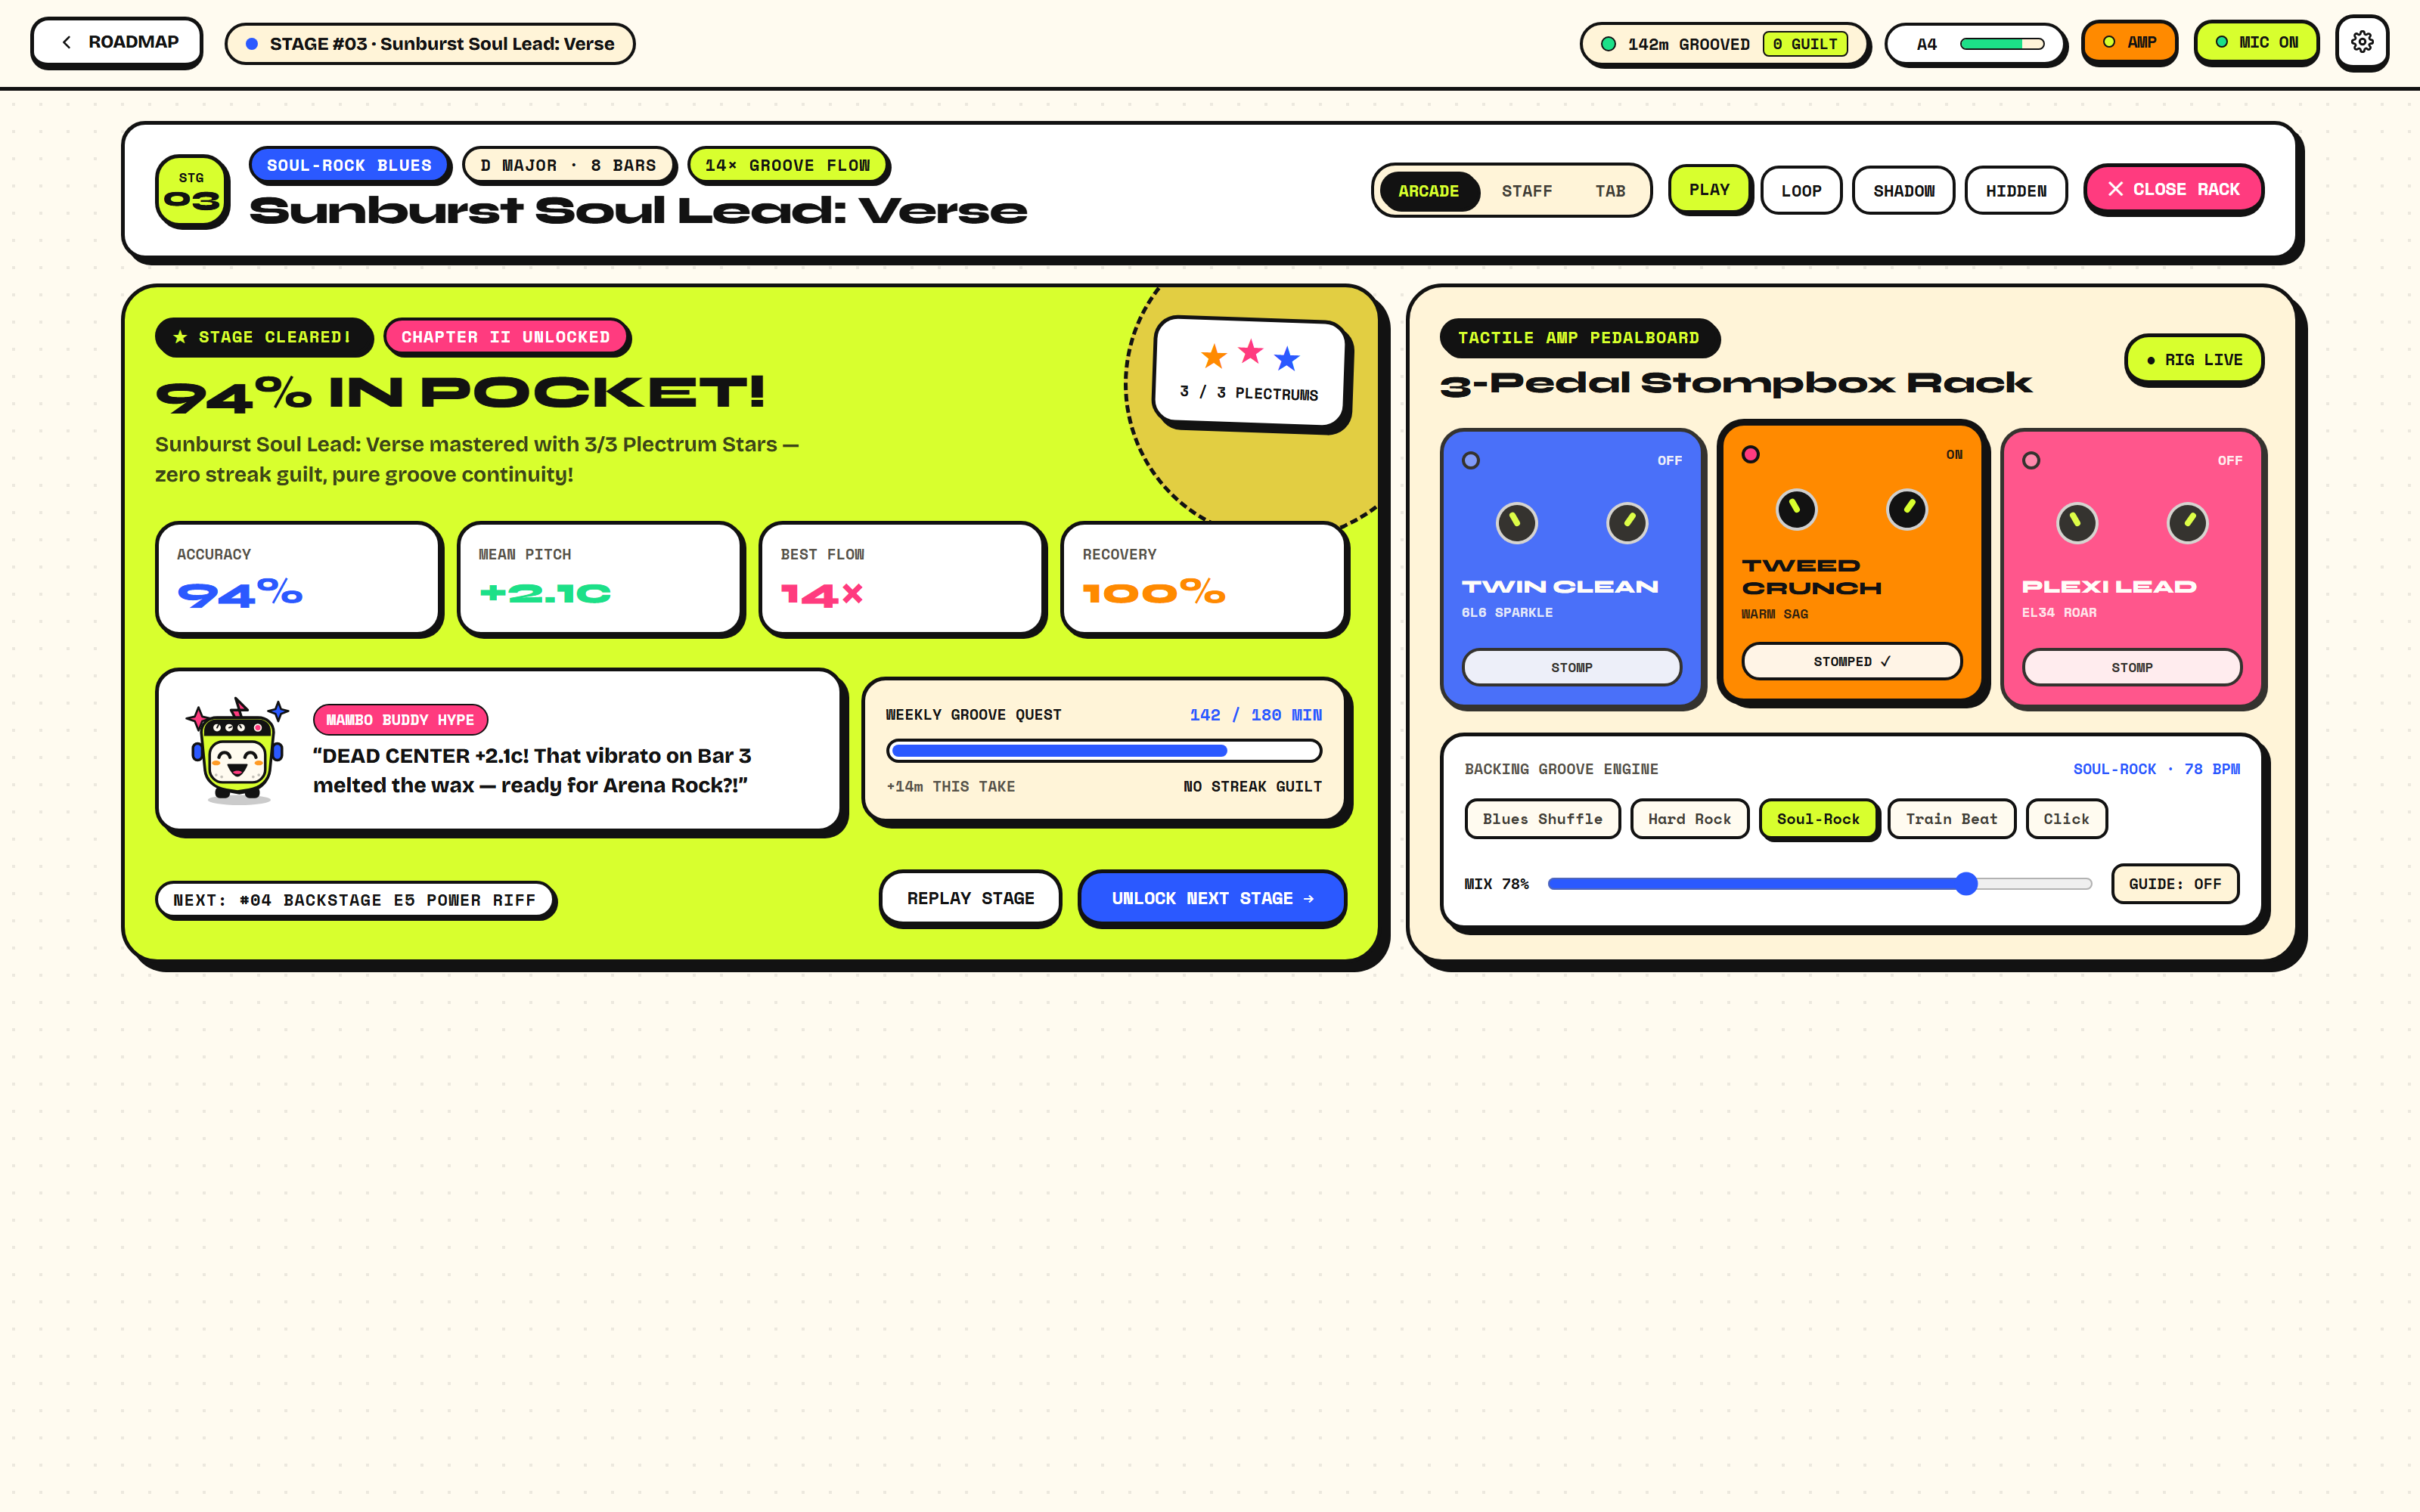 ROADMAP
STAGE #03 · Sunburst Soul Lead: Verse
142m GROOVED
0 GUILT
A4
AMP
MIC ON
STG
03
SOUL-ROCK BLUES
D MAJOR · 8 BARS
14× GROOVE FLOW
Sunburst Soul Lead: Verse
ARCADE
STAFF
TAB
PLAY
LOOP
SHADOW
HIDDEN
CLOSE RACK
★ STAGE CLEARED!
CHAPTER II UNLOCKED
94% IN POCKET!
Sunburst Soul Lead: Verse mastered with 3/3 Plectrum Stars —
zero streak guilt, pure groove continuity!
3 / 3 PLECTRUMS
ACCURACY
94%
MEAN PITCH
+2.1C
BEST FLOW
14×
RECOVERY
100%
MAMBO BUDDY HYPE
“DEAD CENTER +2.1c! That vibrato on Bar 3
melted the wax — ready for Arena Rock?!”
WEEKLY GROOVE QUEST
142 / 180 MIN
+14m THIS TAKE
NO STREAK GUILT
NEXT: #04 BACKSTAGE E5 POWER RIFF
REPLAY STAGE
UNLOCK NEXT STAGE →
TACTILE AMP PEDALBOARD
3-Pedal Stompbox Rack
● RIG LIVE
OFF
TWIN CLEAN
6L6 SPARKLE
STOMP
ON
TWEED
CRUNCH
WARM SAG
STOMPED ✓
OFF
PLEXI LEAD
EL34 ROAR
STOMP
BACKING GROOVE ENGINE
SOUL-ROCK · 78 BPM
Blues Shuffle
Hard Rock
Soul-Rock
Train Beat
Click
MIX 78%
GUIDE: OFF